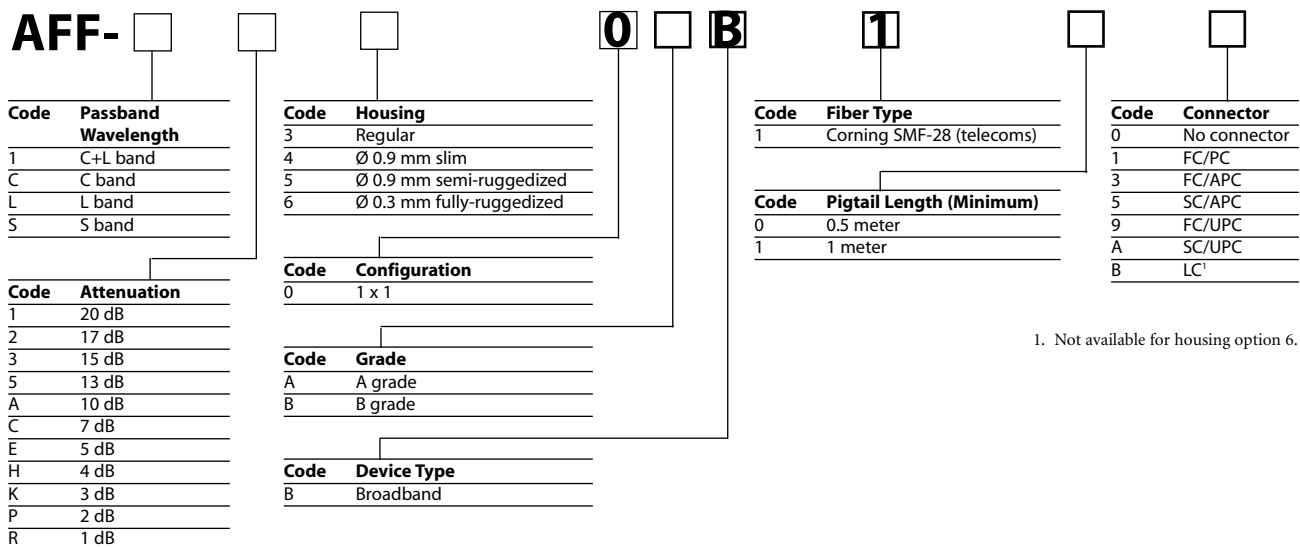 AFF- 0 B 1
Code Passband Wavelength
1 C+L band
C C band
L L band
S S band
Code Attenuation
1 20 dB
2 17 dB
3 15 dB
5 13 dB
A 10 dB
C 7 dB
E 5 dB
H 4 dB
K 3 dB
P 2 dB
R 1 dB
Code Housing
3 Regular
4 Ø 0.9 mm slim
5 Ø 0.9 mm semi-ruggedized
6 Ø 0.3 mm fully-ruggedized
Code Configuration
0 1 x 1
Code Grade
A A grade
B B grade
Code Device Type
B Broadband
Code Fiber Type
1 Corning SMF-28 (telecoms)
Code Pigtail Length (Minimum)
0 0.5 meter
1 1 meter
Code Connector
0 No connector
1 FC/PC
3 FC/APC
5 SC/APC
9 FC/UPC
A SC/UPC
B LC¹
1. Not available for housing option 6.